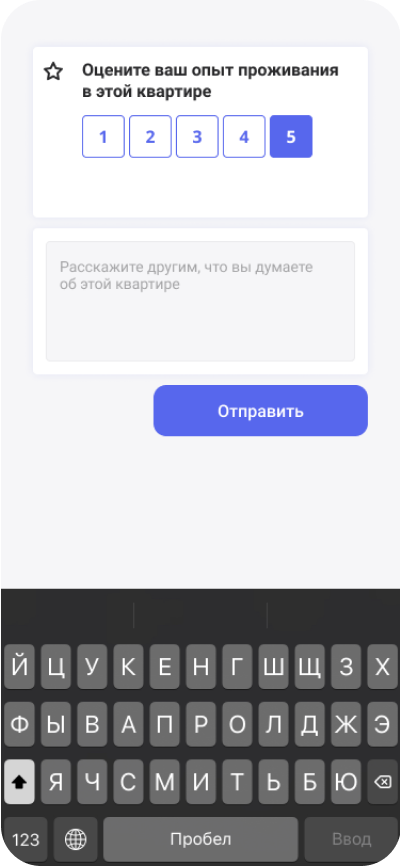 Оцените ваш опыт проживания
в этой квартире
1 2 3 4 5
Расскажите другим, что вы думаете
об этой квартире
Отправить
Й Ц У К Е Н Г Ш Щ З Х
Ф Ы В А П Р О Л Д Ж Э
Я Ч С М И Т Ь Б Ю
123 Пробел Ввод